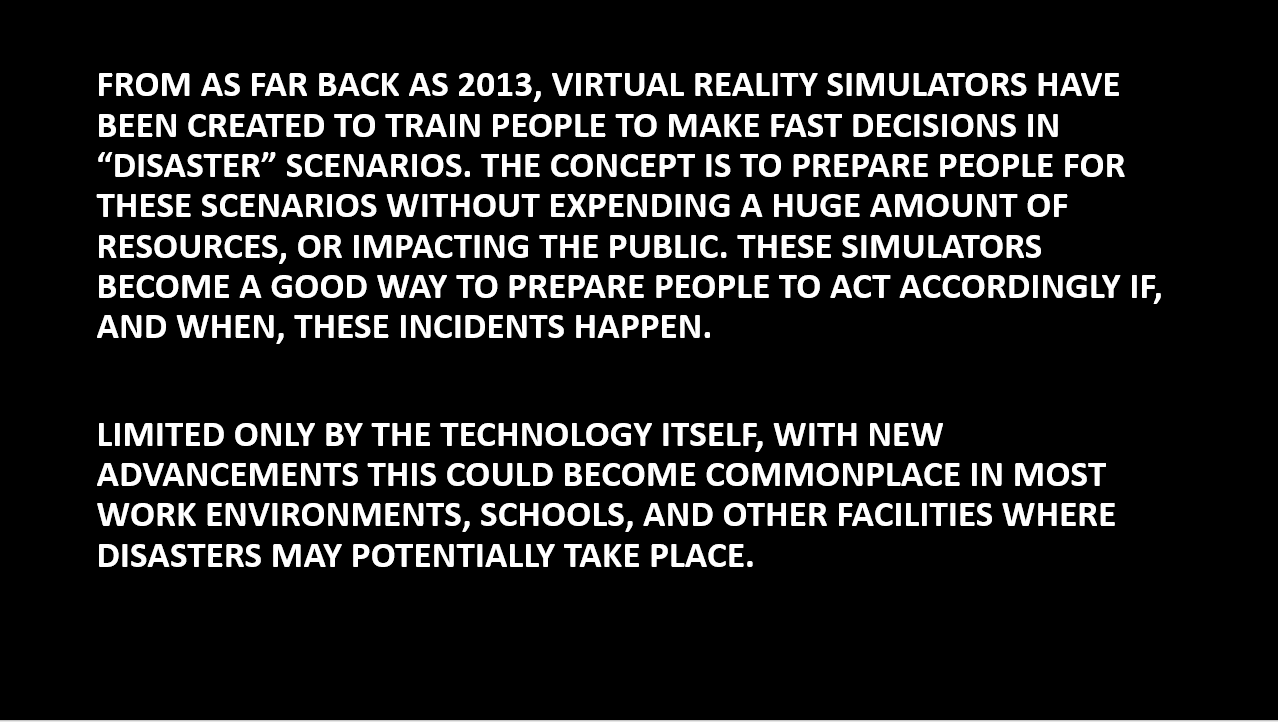 FROM AS FAR BACK AS 2013, VIRTUAL REALITY SIMULATORS HAVE
BEEN CREATED TO TRAIN PEOPLE TO MAKE FAST DECISIONS IN
“DISASTER” SCENARIOS. THE CONCEPT IS TO PREPARE PEOPLE FOR
THESE SCENARIOS WITHOUT EXPENDING A HUGE AMOUNT OF
RESOURCES, OR IMPACTING THE PUBLIC. THESE SIMULATORS
BECOME A GOOD WAY TO PREPARE PEOPLE TO ACT ACCORDINGLY IF,
AND WHEN, THESE INCIDENTS HAPPEN.
LIMITED ONLY BY THE TECHNOLOGY ITSELF, WITH NEW
ADVANCEMENTS THIS COULD BECOME COMMONPLACE IN MOST
WORK ENVIRONMENTS, SCHOOLS, AND OTHER FACILITIES WHERE
DISASTERS MAY POTENTIALLY TAKE PLACE.